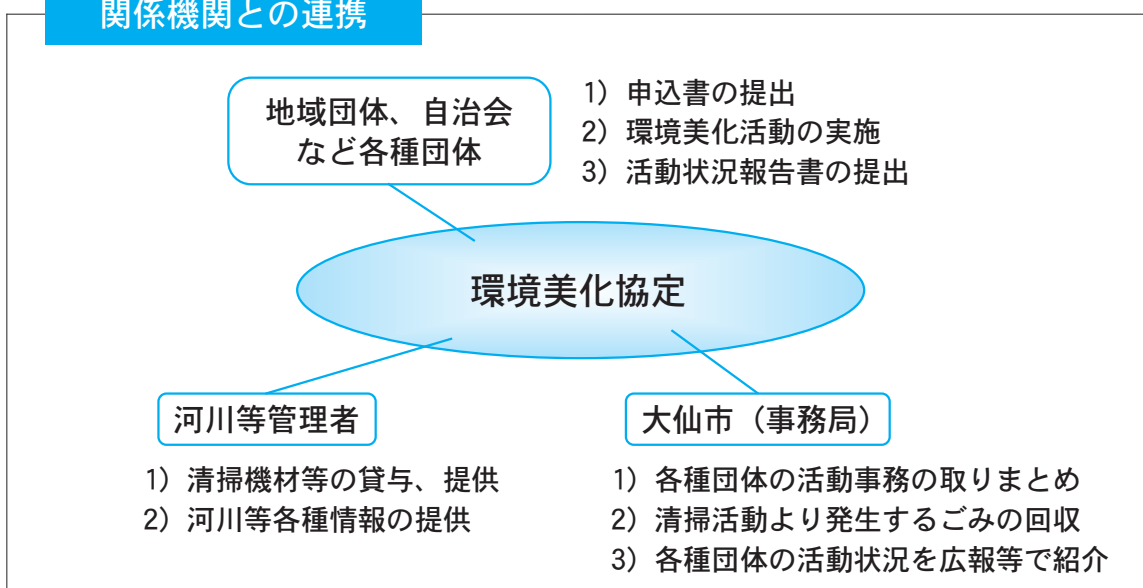 関係機関との連携
地域団体、自治会
など各種団体
1）申込書の提出
2）環境美化活動の実施
3）活動状況報告書の提出
環境美化協定
河川等管理者
1）清掃機材等の貸与、提供
2）河川等各種情報の提供
大仙市（事務局）
1）各種団体の活動事務の取りまとめ
2）清掃活動より発生するごみの回収
3）各種団体の活動状況を広報等で紹介